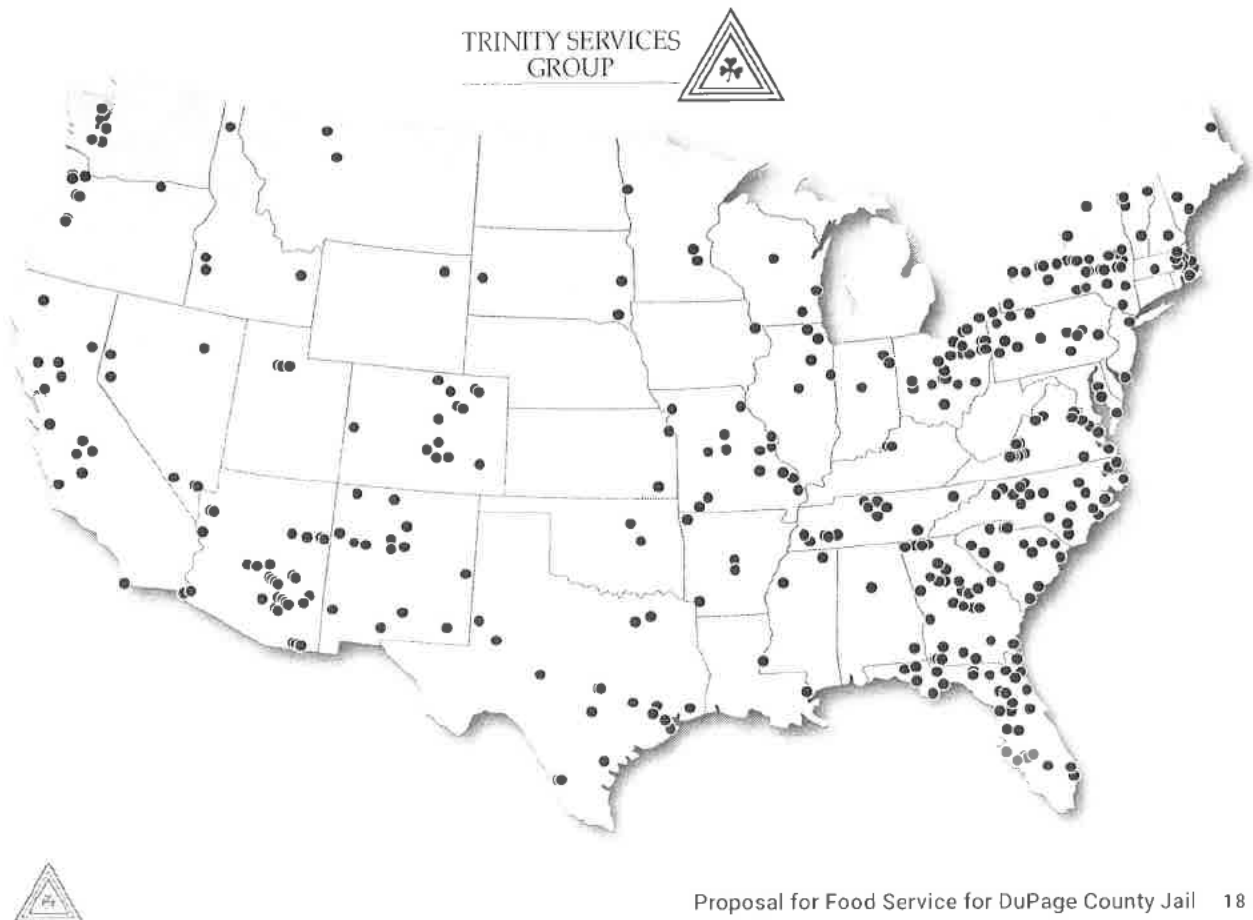 TRINITY SERVICES
GROUP
Proposal for Food Service for DuPage County Jail 18